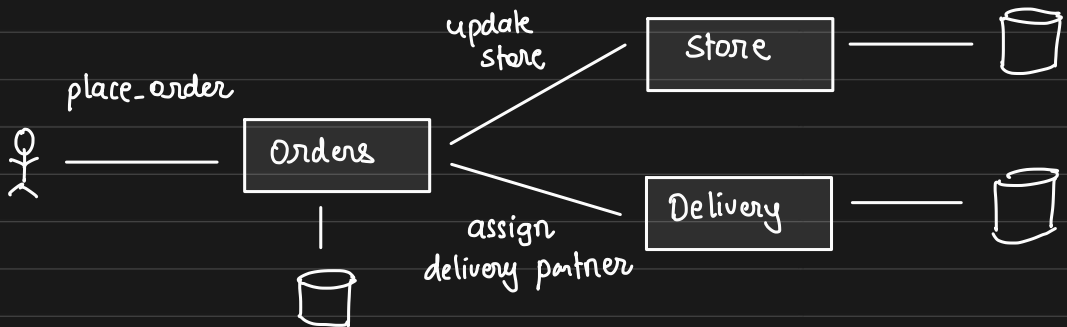 place_order
Orders
update
store
Store
assign
delivery partner
Delivery